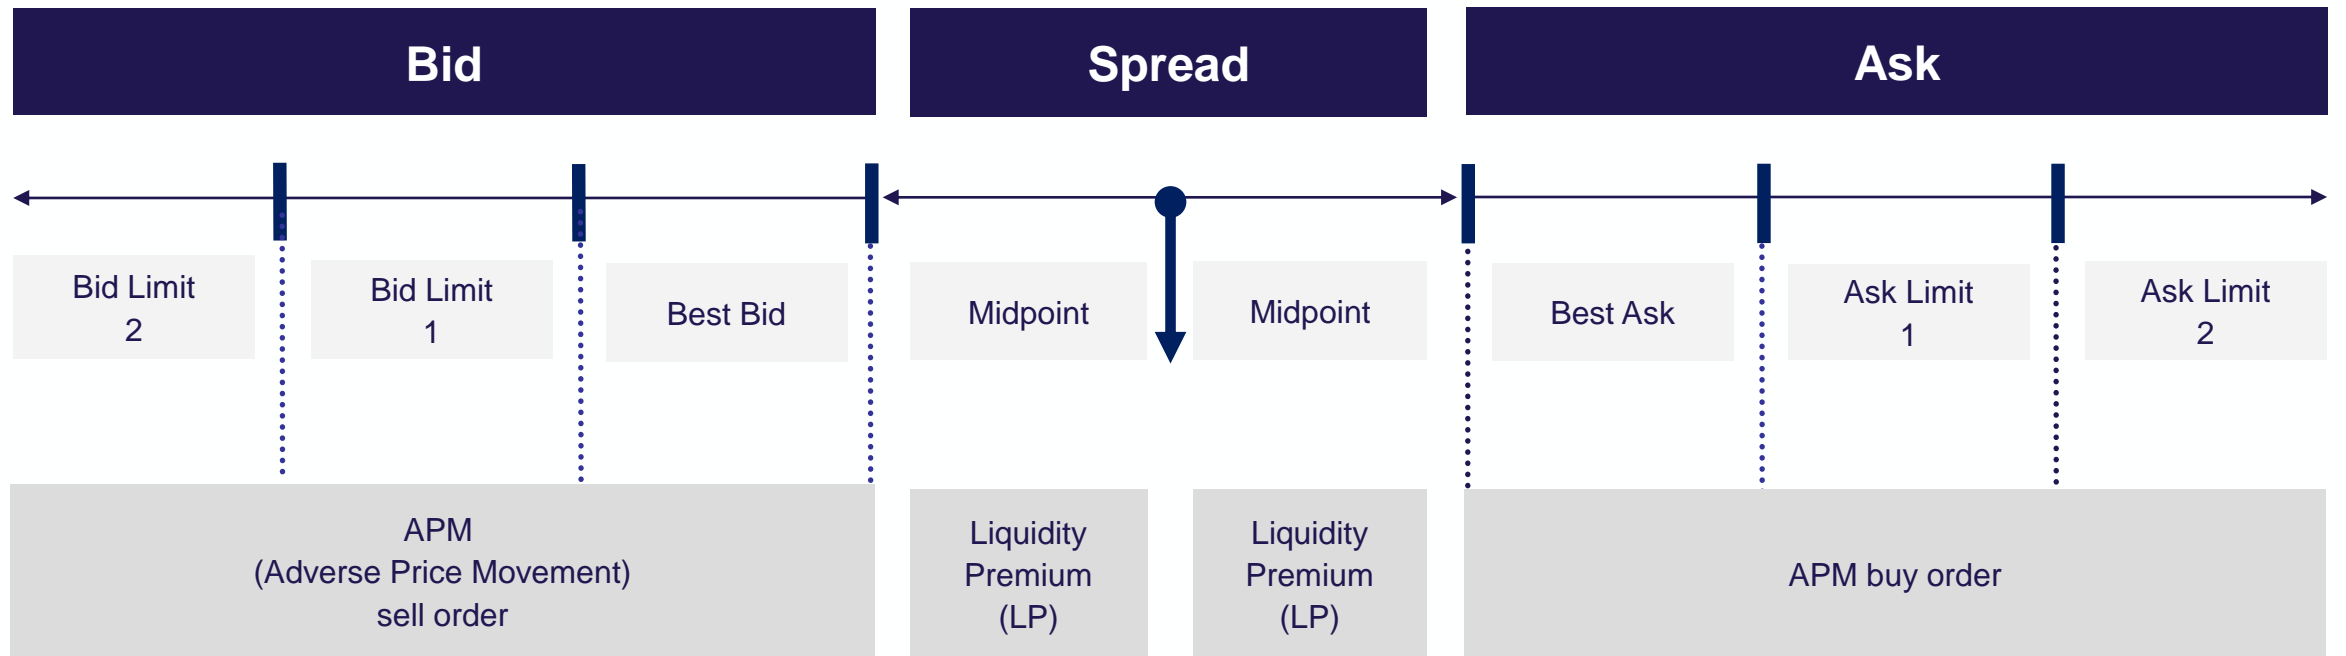 Bid
Spread
Ask
Bid Limit
2
Bid Limit
1
Best Bid
Midpoint
Midpoint
Best Ask
Ask Limit
1
Ask Limit
2
APM
(Adverse Price Movement)
sell order
Liquidity
Premium
(LP)
Liquidity
Premium
(LP)
APM buy order